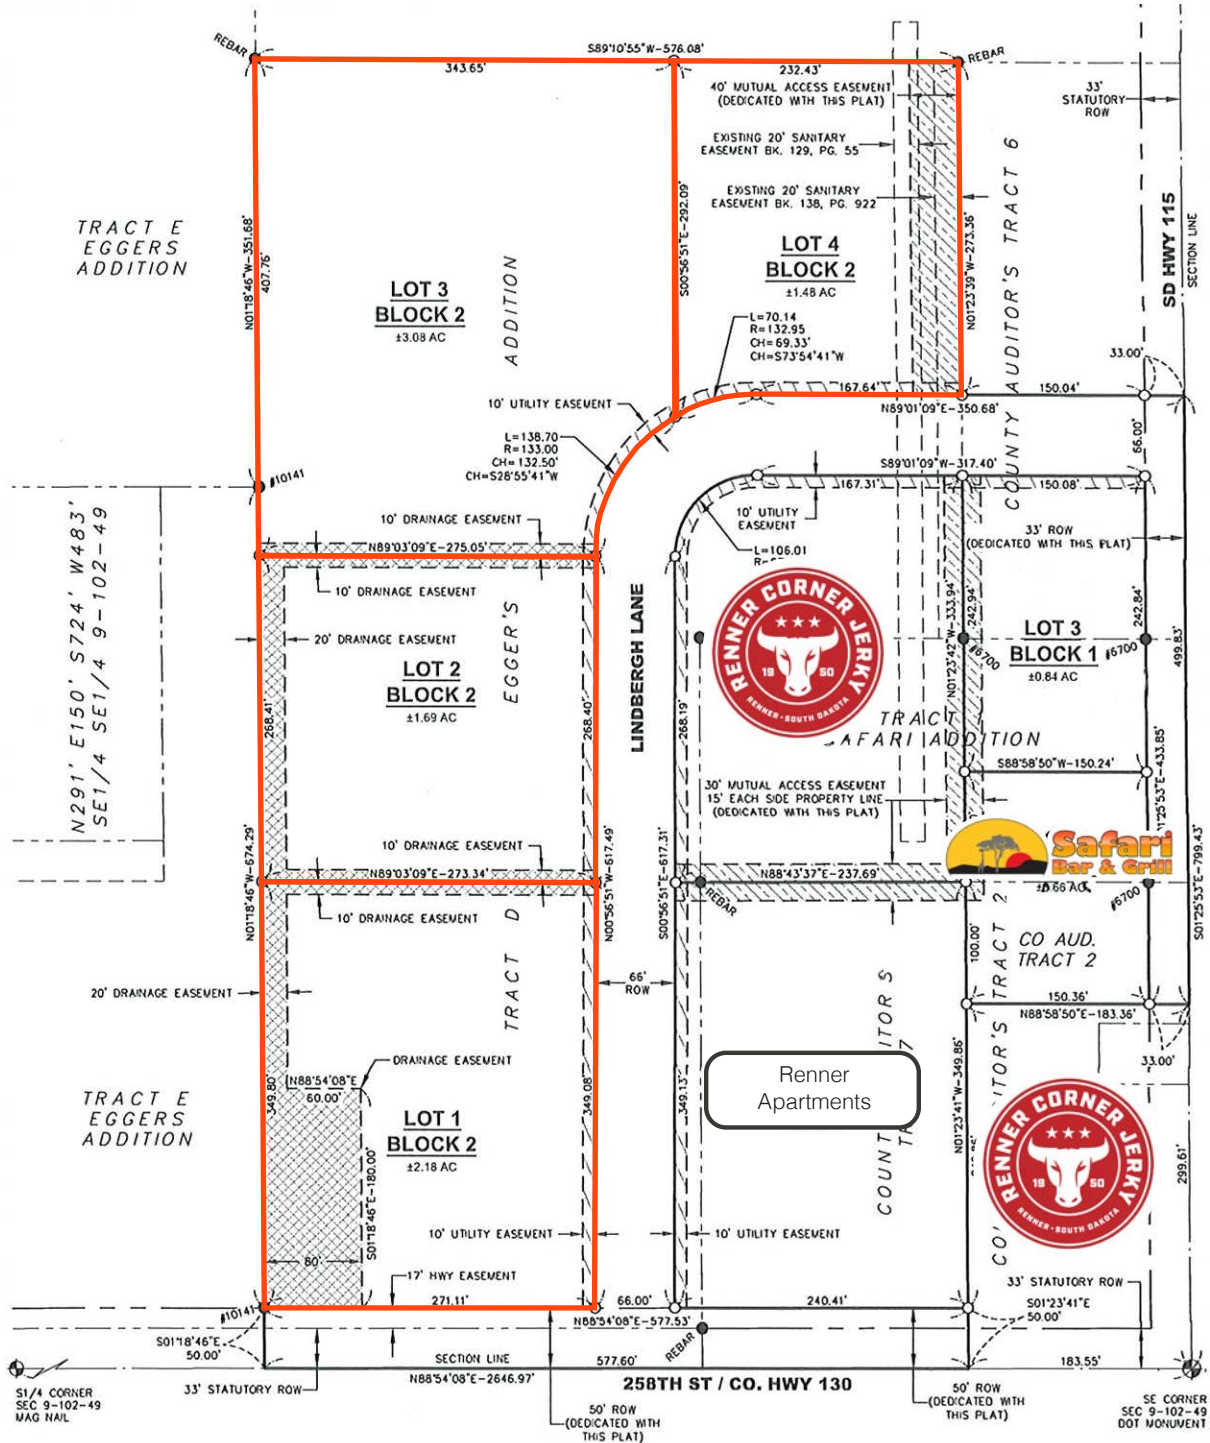 REBAR
S89°10'55"W-576.08'
343.65'
232.43'
REBAR
40' MUTUAL ACCESS EASEMENT
(DEDICATED WITH THIS PLAT)
33'
STATUTORY
ROW
EXISTING 20' SANITARY
EASEMENT BK. 129, PG. 55
EXISTING 20' SANITARY
EASEMENT BK. 138, PG. 922
TRACT E
EGGERS
ADDITION
N01°18'46"W-351.68'
407.76'
S00°56'51"E-292.09'
LOT 4
BLOCK 2
±1.48 AC
N01°23'39"W-273.36'
COUNTY AUDITOR'S TRACT 6
SD HWY 115
SECTION LINE
LOT 3
BLOCK 2
±3.08 AC
ADDITION
L=70.14
R=132.95
CH=69.33'
CH=S73°54'41"W
33.00'
167.64'
150.04'
N89°01'09"E-350.68'
10' UTILITY EASEMENT
L=138.70
R=133.00
CH=132.50'
CH=S28°55'41"W
66.00'
#10141
S89°01'09"W-317.40'
167.31'
150.08'
10' UTILITY
EASEMENT
10' DRAINAGE EASEMENT
N89°03'09"E-275.05'
33' ROW
(DEDICATED WITH THIS PLAT)
L=106.01
10' DRAINAGE EASEMENT
N291' E150' S724' W483'
SE1/4 SE1/4 9-102-49
20' DRAINAGE EASEMENT
LOT 2
BLOCK 2
±1.69 AC
EGGER'S
268.41'
268.40'
LINDBERGH LANE
268.19'
RENNER CORNER JERKY
19 50
RENNER · SOUTH DAKOTA
N01°23'42"W-333.94'
242.94'
#6700
LOT 3
BLOCK 1
±0.84 AC
#6700
242.84'
499.83'
TRACT
AFARI ADDITION
S88°58'50"W-150.24'
30' MUTUAL ACCESS EASEMENT
15' EACH SIDE PROPERTY LINE
(DEDICATED WITH THIS PLAT)
1°25'53"E-433.85'
10' DRAINAGE EASEMENT
N89°03'09"E-273.34'
N01°18'46"W-674.29'
N00°56'51"W-617.49'
S00°56'51"E-617.31'
N88°43'37"E-237.69'
REBAR
Safari
Bar & Grill
#6700
S01°25'53"E-799.43'
10' DRAINAGE EASEMENT
TRACT D
100.00'
CO AUD.
TRACT 2
66'
ROW
20' DRAINAGE EASEMENT
150.36'
N88°58'50"E-183.36'
33.00'
DRAINAGE EASEMENT
N88°54'08"E
60.00'
349.80'
349.08'
349.13'
Renner
Apartments
N01°23'41"W-349.86'
TRACT E
EGGERS
ADDITION
LOT 1
BLOCK 2
±2.18 AC
S01°18'46"E-180.00'
RENNER CORNER JERKY
19 50
RENNER · SOUTH DAKOTA
299.61'
10' UTILITY EASEMENT
10' UTILITY EASEMENT
80'
17' HWY EASEMENT
33' STATUTORY ROW
#10141
271.11'
66.00'
240.41'
S01°23'41"E
50.00'
N88°54'08"E-577.53'
S01°18'46"E
50.00'
REBAR
SECTION LINE
577.60'
183.55'
N88°54'08"E-2646.97'
258TH ST / CO. HWY 130
33' STATUTORY ROW
S1/4 CORNER
SEC 9-102-49
MAG NAIL
50' ROW
(DEDICATED WITH
THIS PLAT)
50' ROW
(DEDICATED WITH
THIS PLAT)
SE CORNER
SEC 9-102-49
DOT MONUMENT